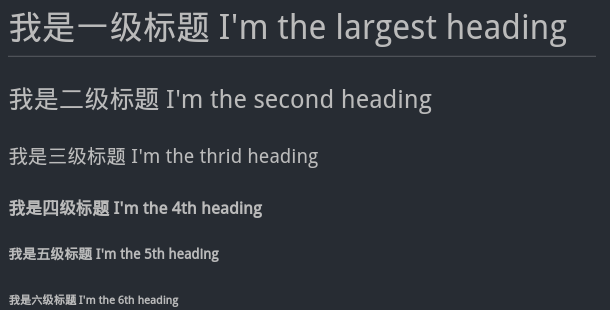 我是一级标题 I'm the largest heading
我是二级标题 I'm the second heading
我是三级标题 I'm the thrid heading
我是四级标题 I'm the 4th heading
我是五级标题 I'm the 5th heading
我是六级标题 I'm the 6th heading